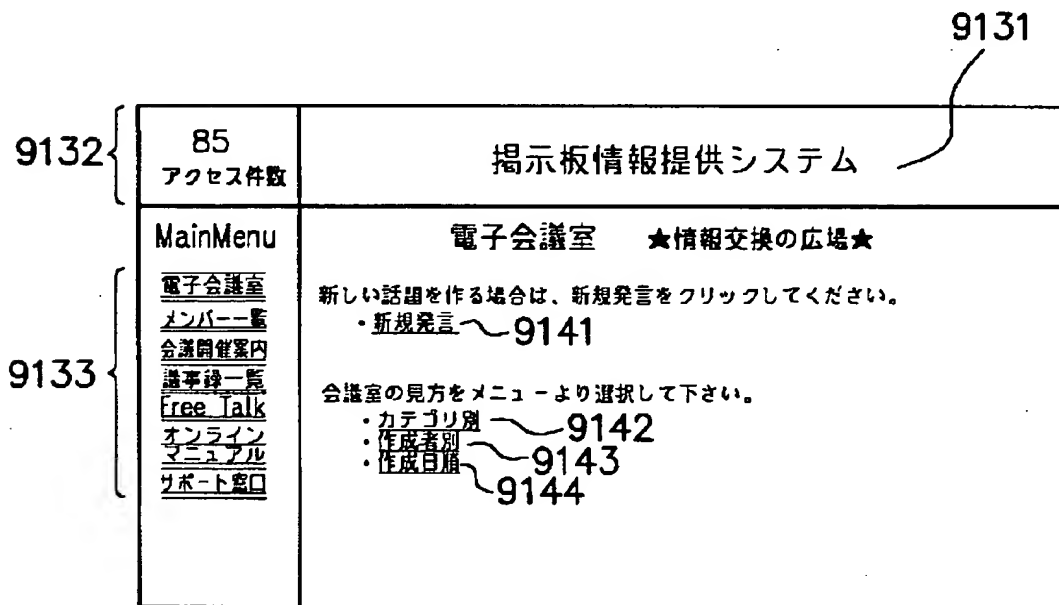 9131
9132
85
アクセス件数
掲示板情報提供システム
MainMenu
電子会議室 ★情報交換の広場★
9133
電子会議室
メンバー一覧
会議開催案内
議事録一覧
Free Talk
オンライン
マニュアル
サポート窓口
新しい話題を作る場合は、新規発言をクリックしてください。
・新規発言 9141
会議室の見方をメニューより選択して下さい。
・カテゴリ別 9142
・作成者別 9143
・作成日順 9144